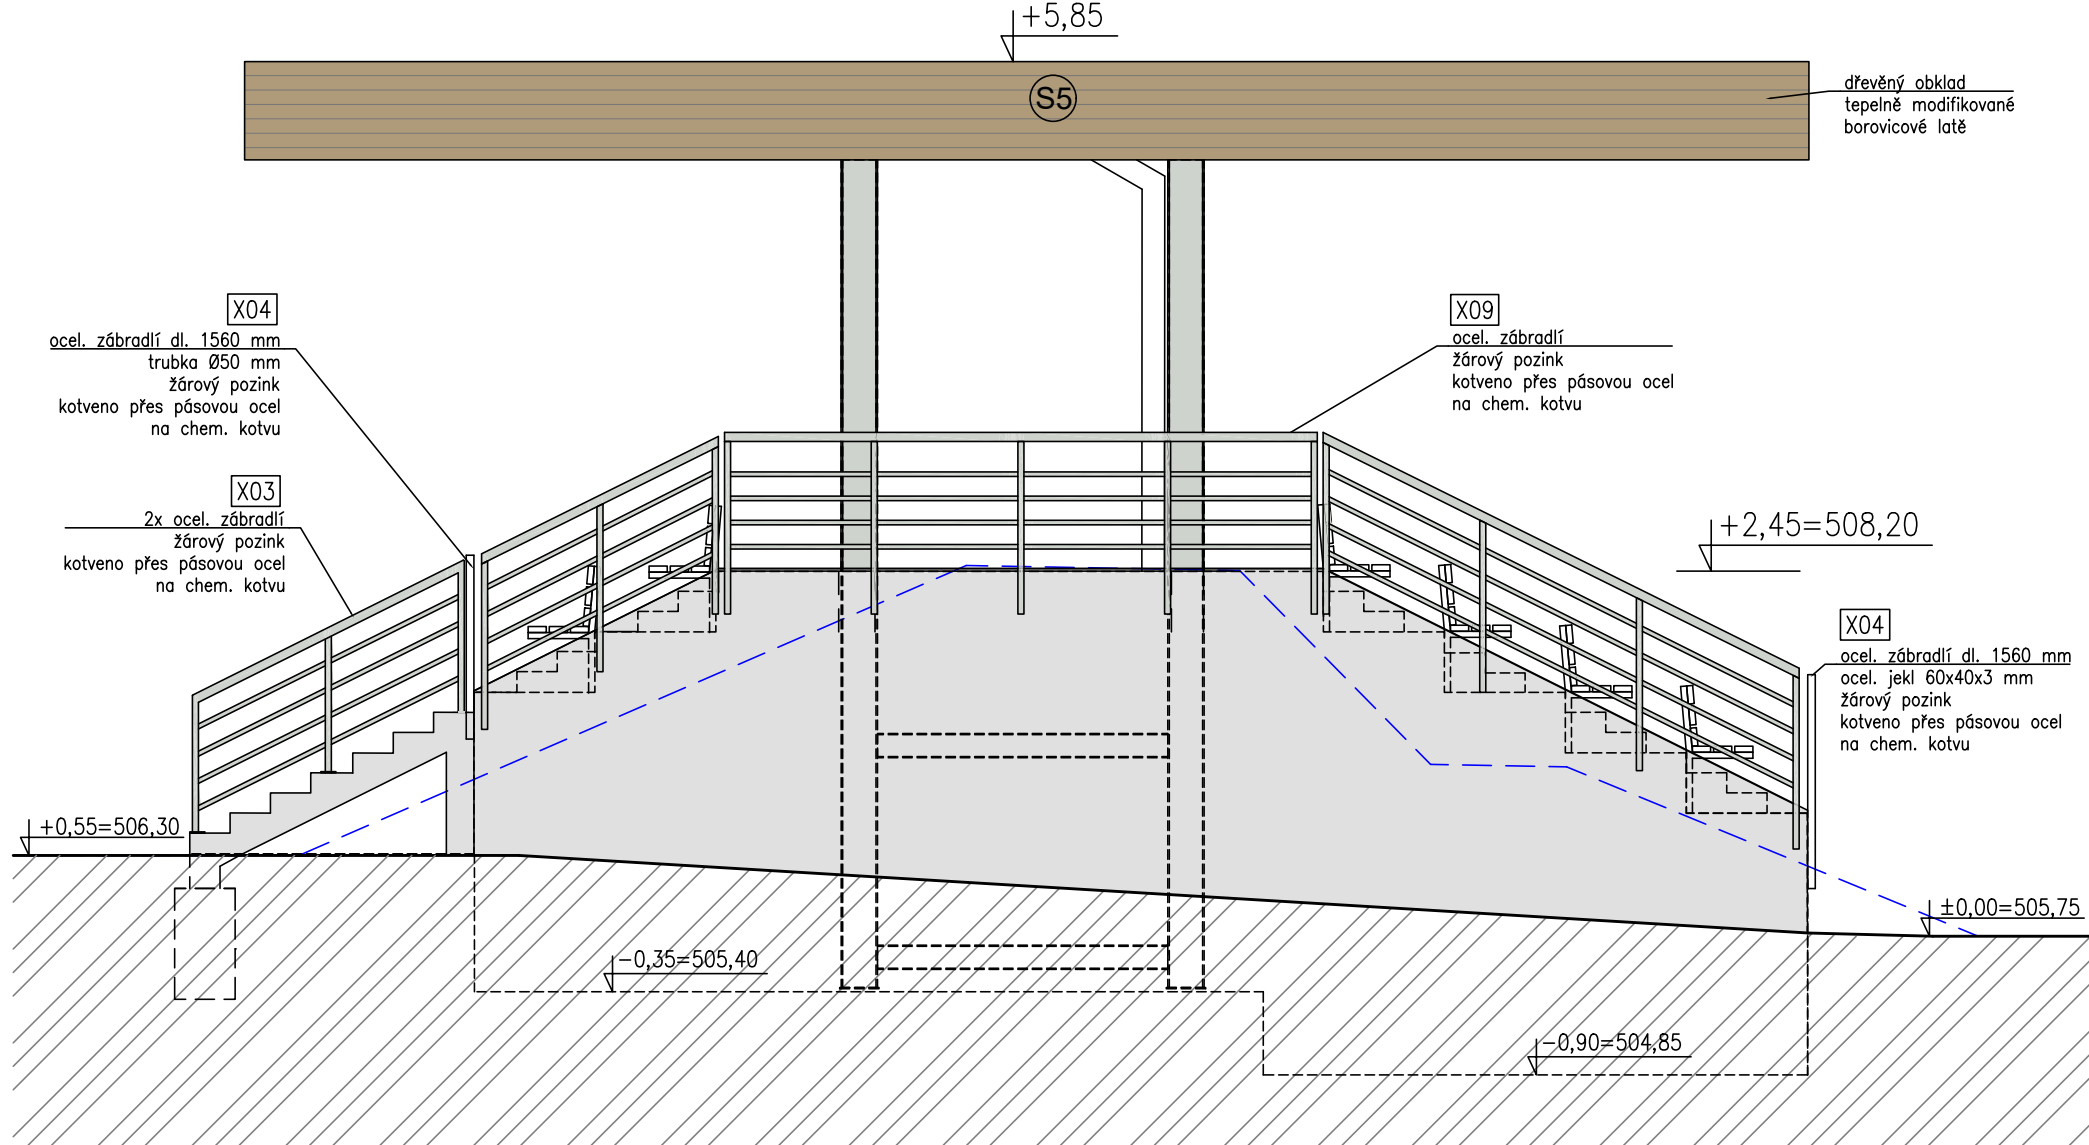 +5,85
S5
dřevěný obklad
tepelně modifikované
borovicové latě
X04
ocel. zábradlí dl. 1560 mm
trubka Ø50 mm
žárový pozink
kotveno přes pásovou ocel
na chem. kotvu
X09
ocel. zábradlí
žárový pozink
kotveno přes pásovou ocel
na chem. kotvu
X03
2x ocel. zábradlí
žárový pozink
kotveno přes pásovou ocel
na chem. kotvu
+2,45=508,20
X04
ocel. zábradlí dl. 1560 mm
ocel. jekl 60x40x3 mm
žárový pozink
kotveno přes pásovou ocel
na chem. kotvu
+0,55=506,30
±0,00=505,75
−0,35=505,40
−0,90=504,85